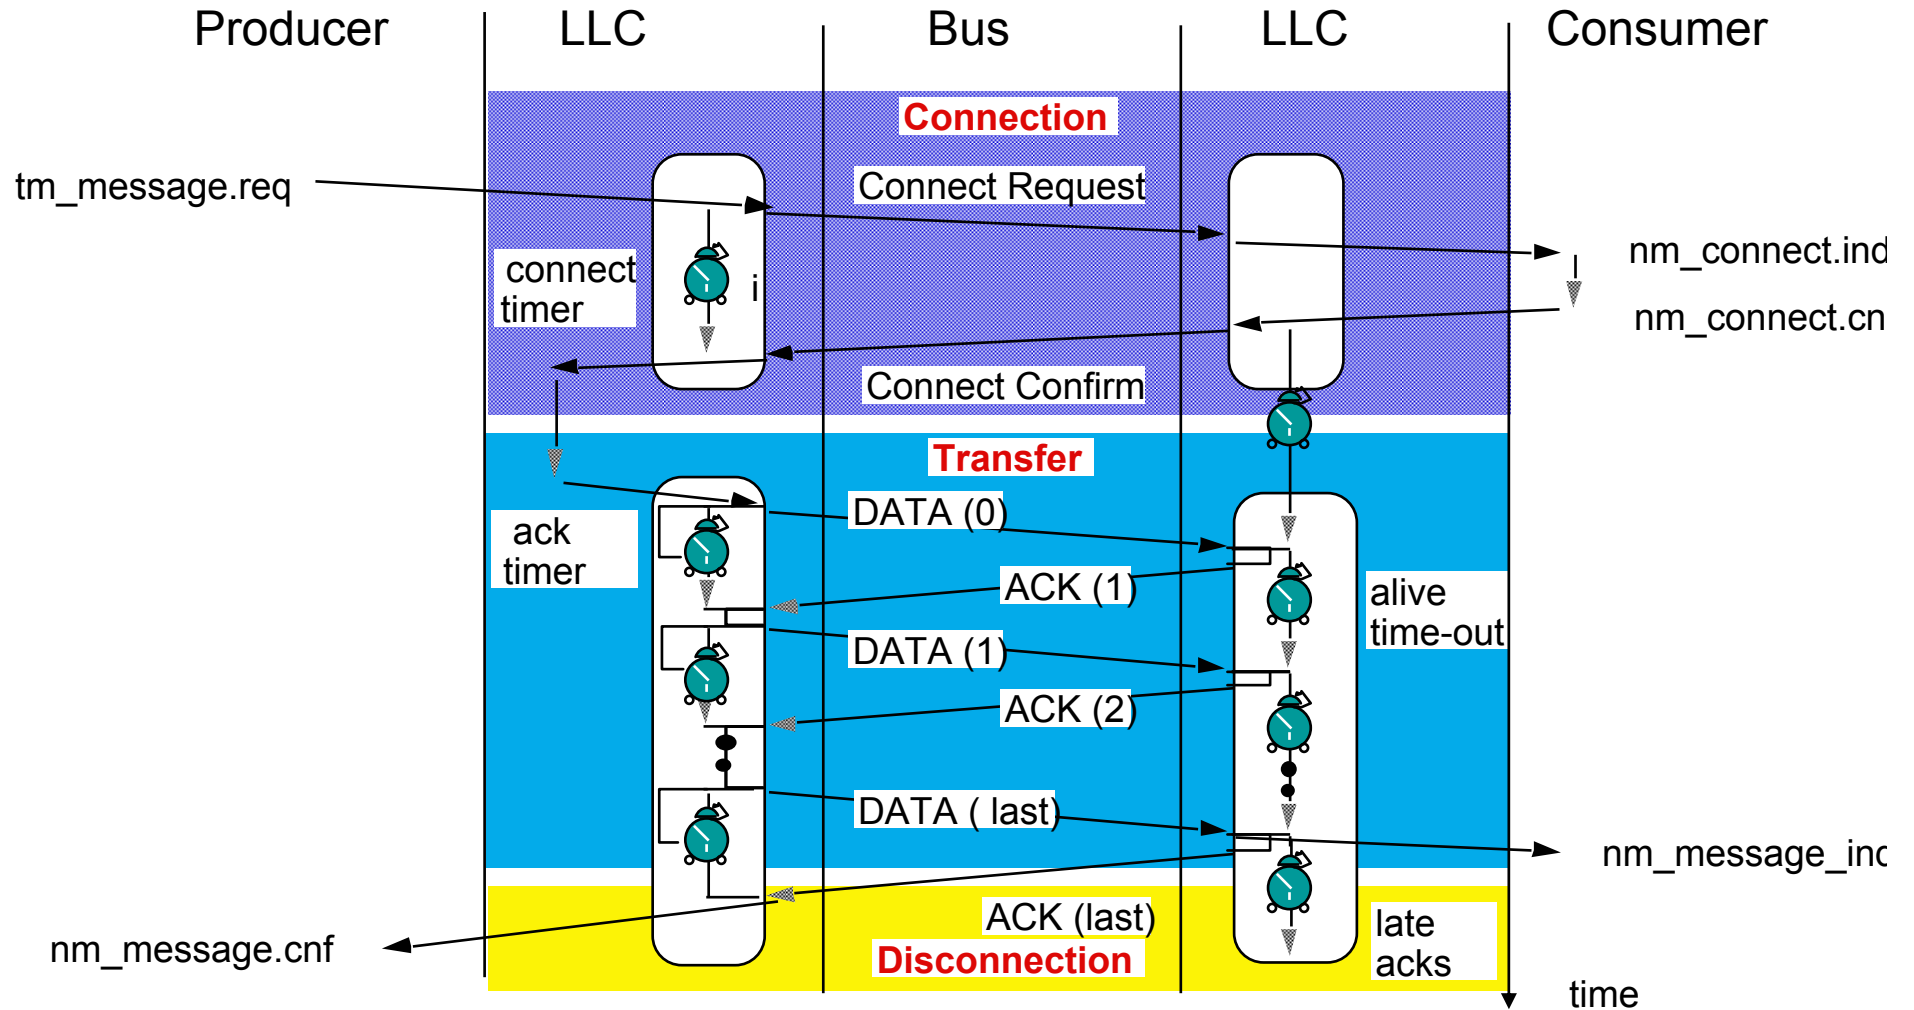 Producer LLC Bus LLC Consumer
Connection
tm_message.req
Connect Request
nm_connect.ind
connect
timer
i
nm_connect.cn
Connect Confirm
Transfer
DATA (0)
ack
timer
ACK (1)
alive
time-out
DATA (1)
ACK (2)
DATA ( last)
nm_message_inc
ACK (last)
late
acks
nm_message.cnf
Disconnection
time